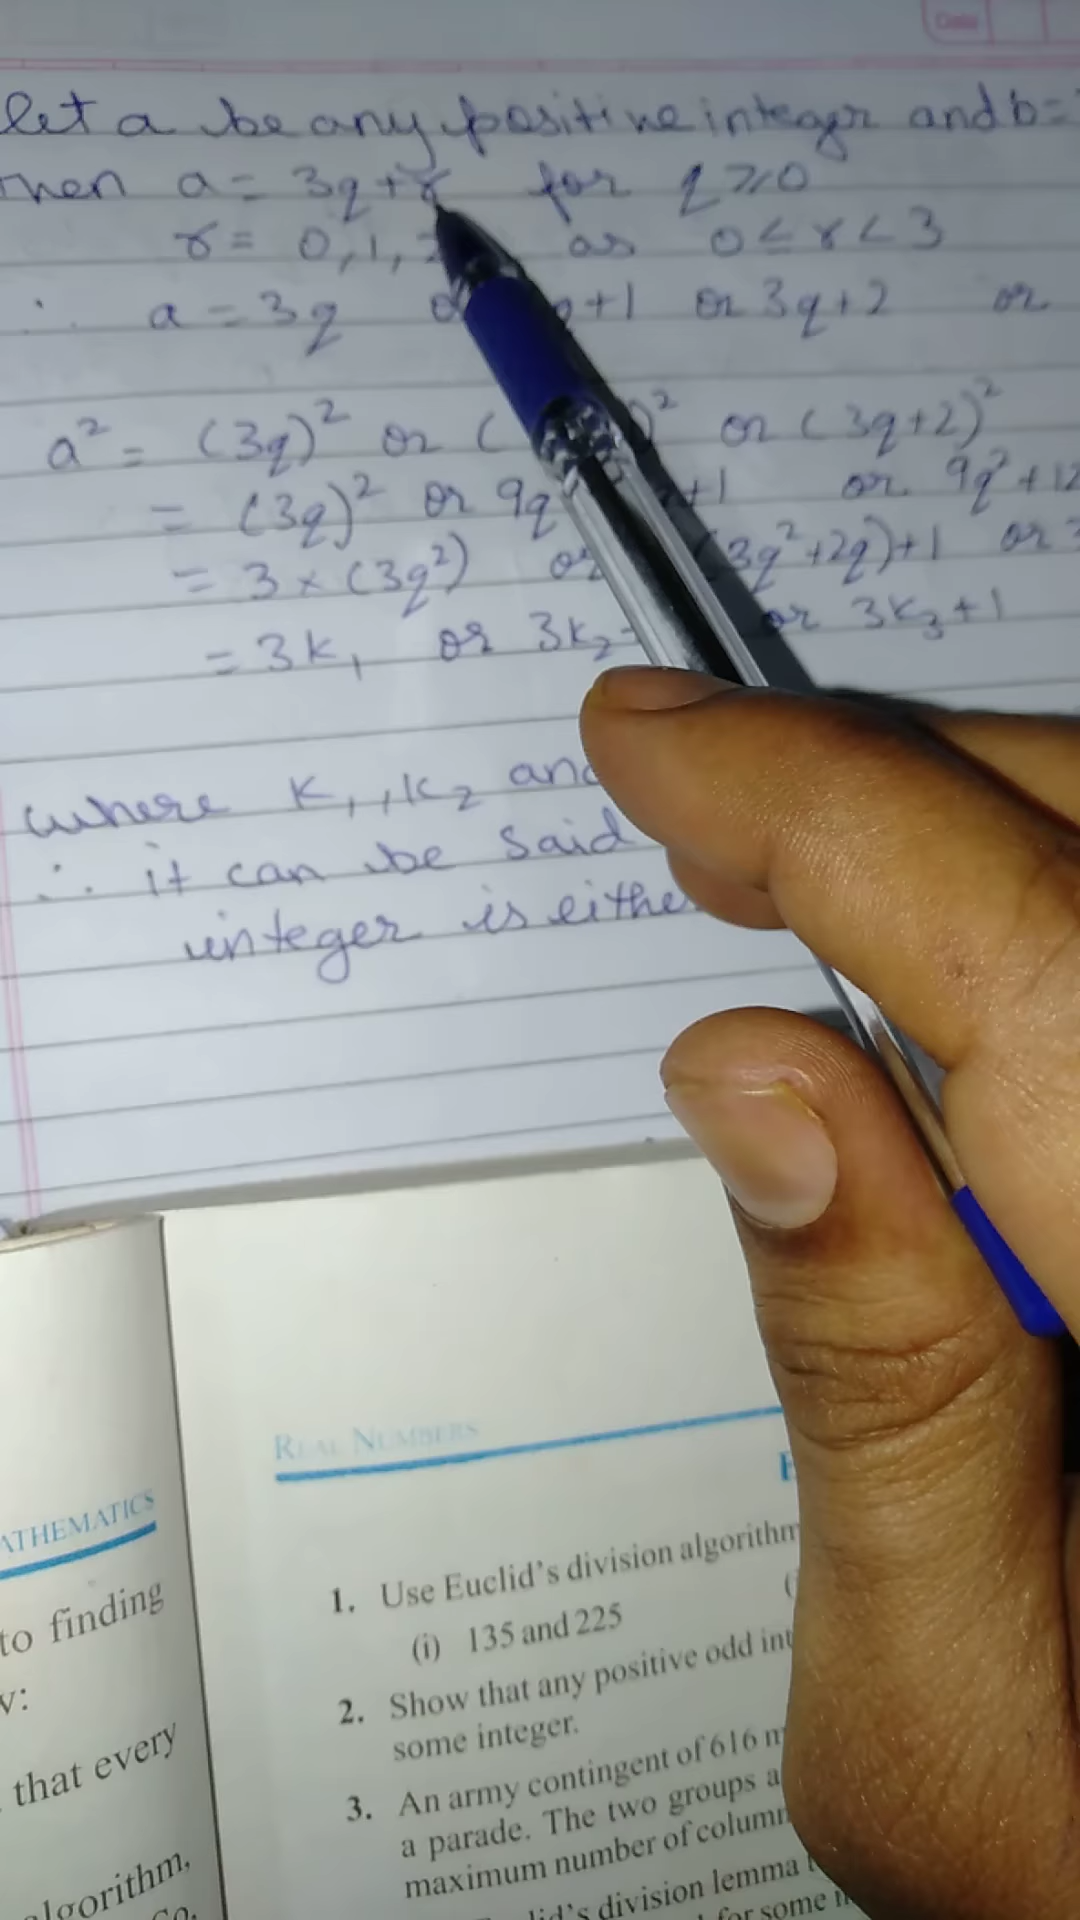 Date
let a be any positive integer and b=
then a = 3q+r for q ≥ 0
r = 0, 1, 2 as 0 ≤ r < 3
∴ a = 3q or +1 or 3q+2 or
a² = (3q)² or ( )² or (3q+2)²
= (3q)² or 9q +1 or 9q²+12
= 3×(3q²) or (3q²+2q)+1 or
= 3k₁ or 3k₂ or 3k₃+1
where k₁, k₂ and
∴ it can be said
integer is either
MATHEMATICS
to finding
that every
algorithm,
REAL NUMBERS
1. Use Euclid's division algorithm
(i) 135 and 225
2. Show that any positive odd
some integer.
3. An army contingent of 616
a parade. The two groups
maximum number of
division lemma
for some